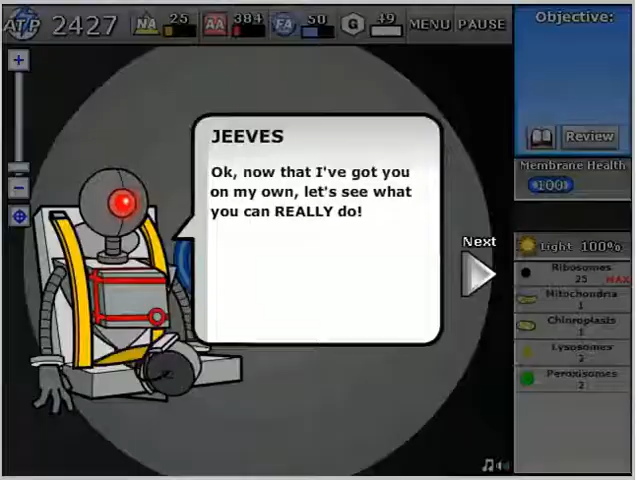 ATP 2427 NA 25 AA 384 FA 50 G 49 MENU PAUSE
Objective:
Review
Membrane Health
100
JEEVES
Ok, now that I've got you
on my own, let's see what
you can REALLY do!
Next
Light 100%
Ribosomes
25 MAX
Mitochondria
1
Chloroplasts
1
Lysosomes
2
Peroxisomes
2